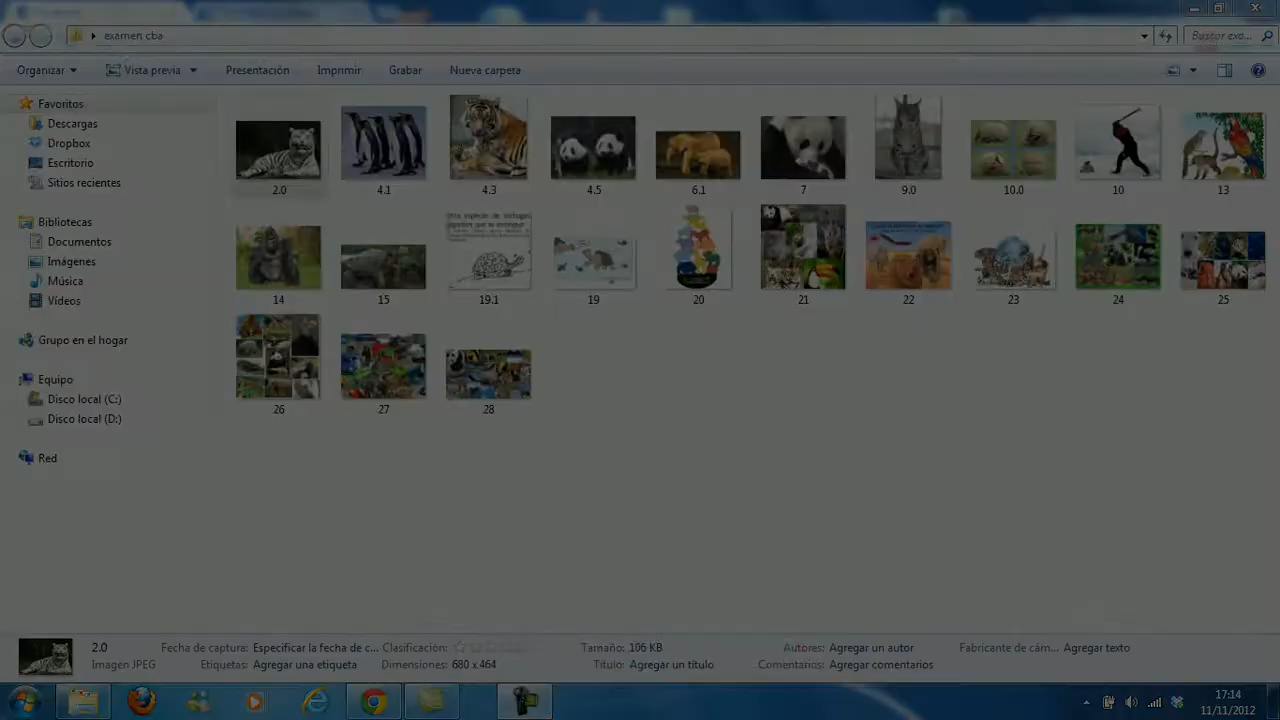 examen cba
Buscar exa...
Organizar
Vista previa
Presentación
Imprimir
Grabar
Nueva carpeta
Favoritos
Descargas
Dropbox
Escritorio
Sitios recientes
Bibliotecas
Documentos
Imágenes
Música
Vídeos
Grupo en el hogar
Equipo
Disco local (C:)
Disco local (D:)
Red
2.0 4.1 4.3 4.5 6.1 7 9.0 10.0 10 13
14 15 19.1 19 20 21 22 23 24 25
26 27 28
2.0 Fecha de captura: Especificar la fecha de c... Clasificación: Tamaño: 106 KB Autores: Agregar un autor Fabricante de cám... Agregar texto
Imagen JPEG Etiquetas: Agregar una etiqueta Dimensiones: 680 x 464 Título: Agregar un título Comentarios: Agregar comentarios
17:14
11/11/2012